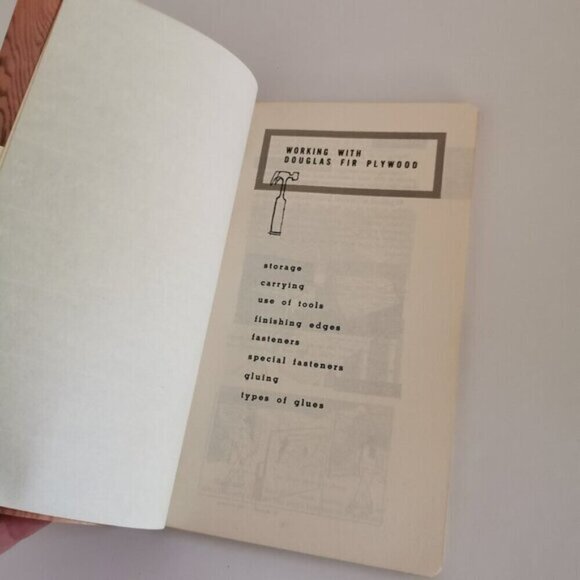 WORKING WITH
DOUGLAS FIR PLYWOOD
storage
carrying
use of tools
finishing edges
fasteners
special fasteners
gluing
types of glues